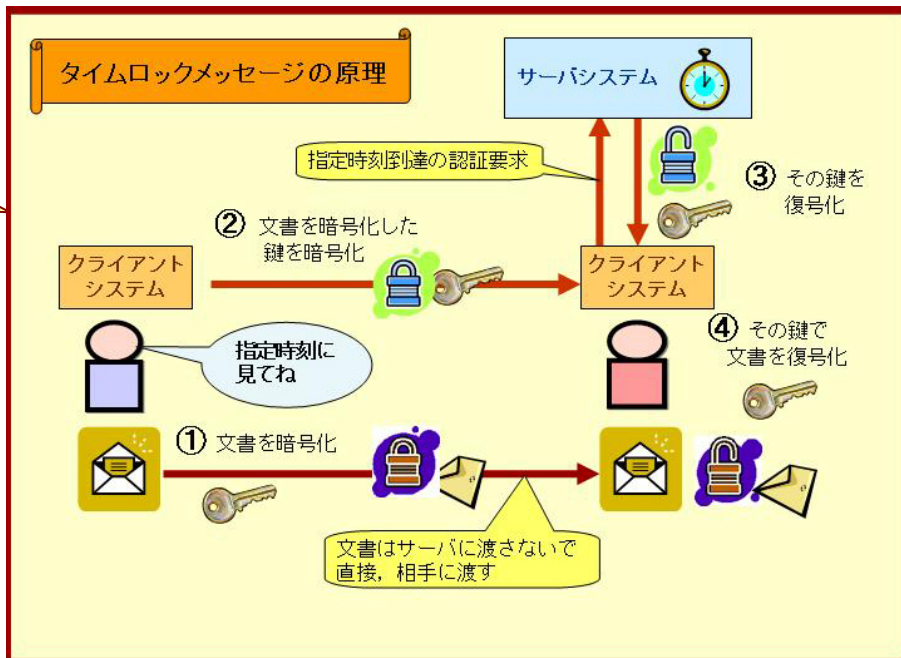 タイムロックメッセージの原理
サーバシステム
指定時刻到達の認証要求
③ その鍵を
復号化
② 文書を暗号化した
鍵を暗号化
クライアント
システム
クライアント
システム
指定時刻に
見てね
④ その鍵で
文書を復号化
① 文書を暗号化
文書はサーバに渡さないで
直接，相手に渡す